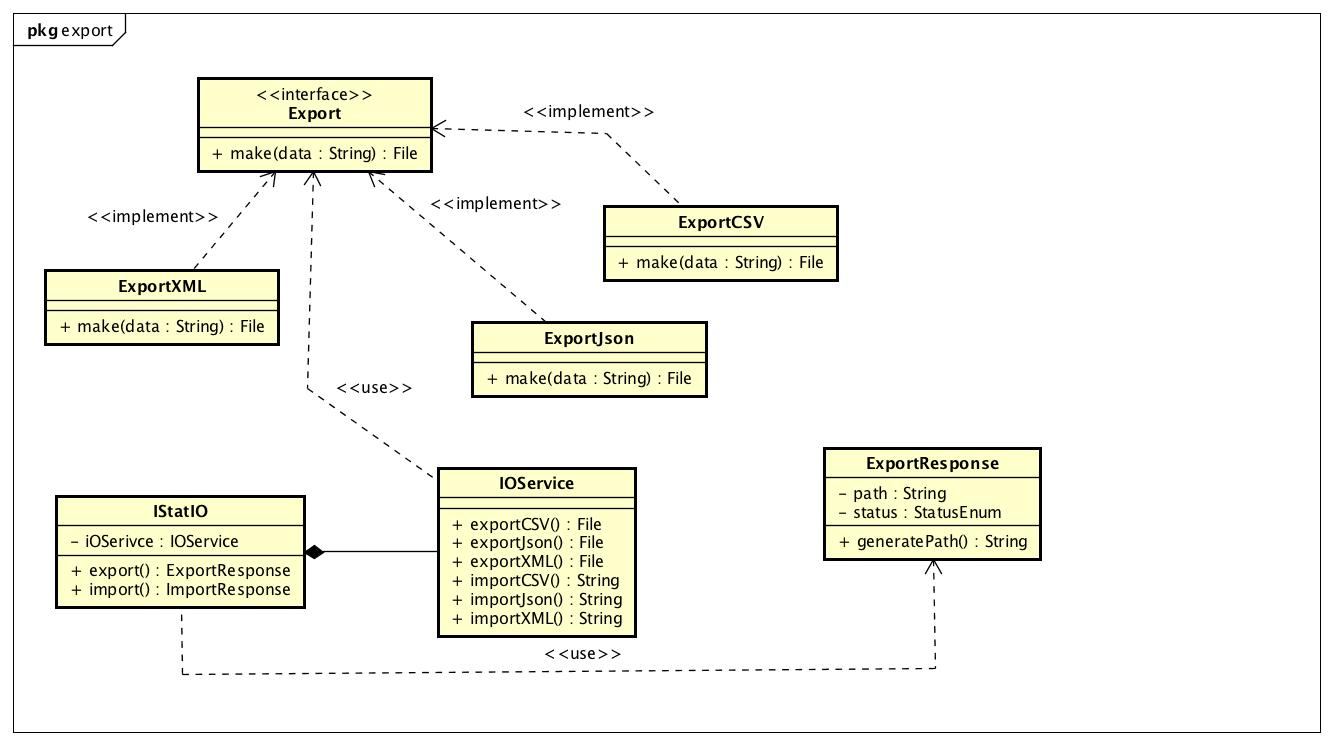 pkg export
<<interface>>
Export
+ make(data : String) : File
<<implement>>
<<implement>>
<<implement>>
ExportCSV
+ make(data : String) : File
ExportXML
+ make(data : String) : File
ExportJson
+ make(data : String) : File
<<use>>
IOService
+ exportCSV() : File
+ exportJson() : File
+ exportXML() : File
+ importCSV() : String
+ importJson() : String
+ importXML() : String
ExportResponse
- path : String
- status : StatusEnum
+ generatePath() : String
IStatIO
- iOSerivce : IOService
+ export() : ExportResponse
+ import() : ImportResponse
<<use>>